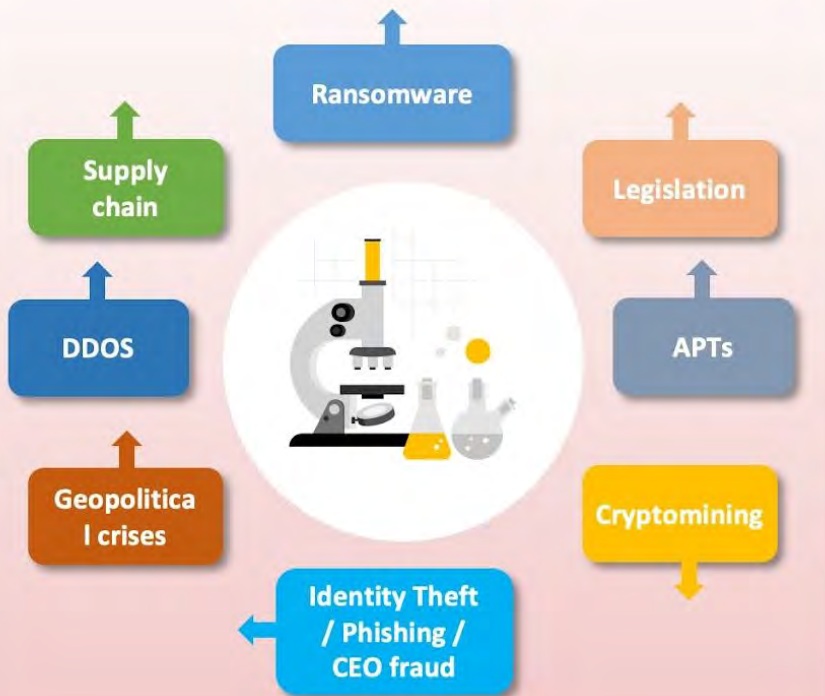 Ransomware
Supply
chain
Legislation
DDOS
APTs
Geopolitica
l crises
Cryptomining
Identity Theft
/ Phishing /
CEO fraud